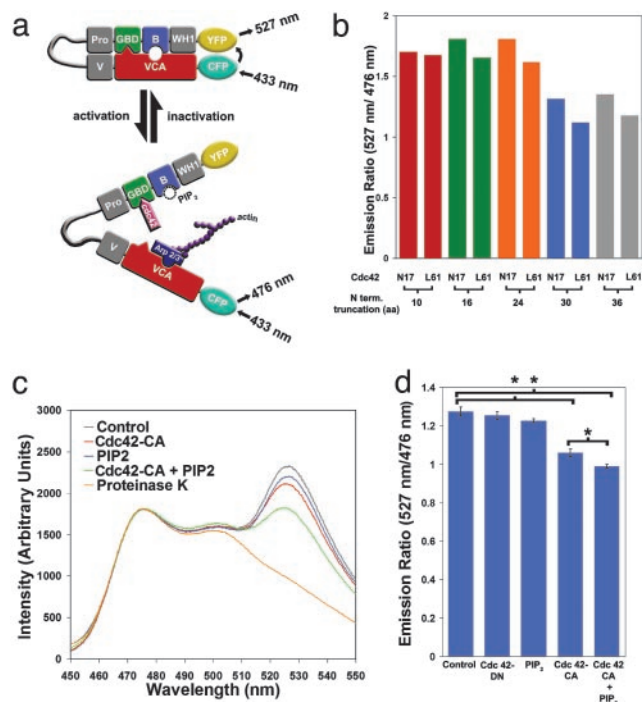 a
Pro GBD B WH1 YFP
527 nm
V VCA CFP
433 nm
activation inactivation
Pro GBD B WH1 YFP
PIP2
Cdc42
actin
V Arp 2/3
VCA
CFP
476 nm
433 nm
b
Emission Ratio (527 nm/ 476 nm)
2
1.5
1
0.5
0
Cdc42 N17 L61 N17 L61 N17 L61 N17 L61 N17 L61
N term. truncation (aa) 10 16 24 30 36
c
Intensity (Arbitrary Units)
3000
2500
2000
1500
1000
500
0
Control
Cdc42-CA
PIP2
Cdc42-CA + PIP2
Proteinase K
450 460 470 480 490 500 510 520 530 540 550
Wavelength (nm)
d
Emission Ratio (527 nm/476 nm)
1.4
1.2
1
0.8
0.6
0.4
0.2
0
* *
*
Control
Cdc 42-
DN
PIP2
Cdc 42-
CA
Cdc 42
CA
+
PIP2